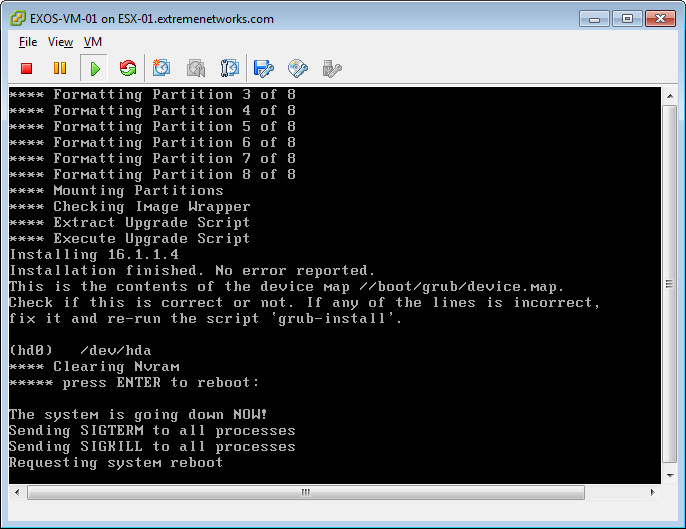 EXOS-VM-01 on ESX-01.extremenetworks.com
File View VM
**** Formatting Partition 3 of 8
**** Formatting Partition 4 of 8
**** Formatting Partition 5 of 8
**** Formatting Partition 6 of 8
**** Formatting Partition 7 of 8
**** Formatting Partition 8 of 8
**** Mounting Partitions
**** Checking Image Wrapper
**** Extract Upgrade Script
**** Execute Upgrade Script
Installing 16.1.1.4
Installation finished. No error reported.
This is the contents of the device map //boot/grub/device.map.
Check if this is correct or not. If any of the lines is incorrect,
fix it and re-run the script `grub-install'.
(hd0) /dev/hda
**** Clearing Nvram
***** press ENTER to reboot:
The system is going down NOW!
Sending SIGTERM to all processes
Sending SIGKILL to all processes
Requesting system reboot